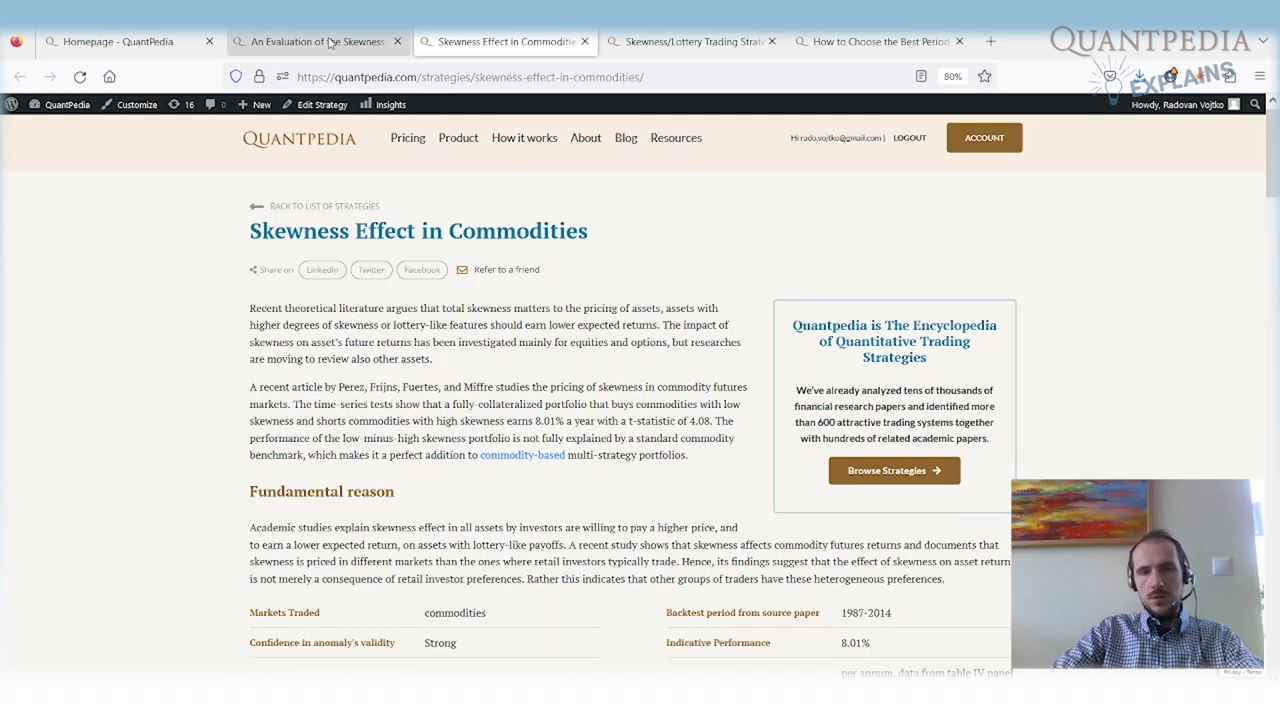 Homepage - QuantPedia
An Evaluation of the Skewness
Skewness Effect in Commoditie
Skewness/Lottery Trading Strate
How to Choose the Best Period
QUANTPEDIA
EXPLAINS
https://quantpedia.com/strategies/skewness-effect-in-commodities/
80%
QuantPedia
Customize
16
0
New
Edit Strategy
Insights
Howdy, Radovan Vojtko
QUANTPEDIA
Pricing
Product
How it works
About
Blog
Resources
Hi rado.vojtko@gmail.com |
LOGOUT
ACCOUNT
BACK TO LIST OF STRATEGIES
Skewness Effect in Commodities
Share on
LinkedIn
Twitter
Facebook
Refer to a friend
Recent theoretical literature argues that total skewness matters to the pricing of assets, assets with
higher degrees of skewness or lottery-like features should earn lower expected returns. The impact of
skewness on asset's future returns has been investigated mainly for equities and options, but researches
are moving to review also other assets.
A recent article by Perez, Frijns, Fuertes, and Miffre studies the pricing of skewness in commodity futures
markets. The time-series tests show that a fully-collateralized portfolio that buys commodities with low
skewness and shorts commodities with high skewness earns 8.01% a year with a t-statistic of 4.08. The
performance of the low-minus-high skewness portfolio is not fully explained by a standard commodity
benchmark, which makes it a perfect addition to commodity-based multi-strategy portfolios.
Quantpedia is The Encyclopedia
of Quantitative Trading
Strategies
We've already analyzed tens of thousands of
financial research papers and identified more
than 600 attractive trading systems together
with hundreds of related academic papers.
Browse Strategies
Fundamental reason
Academic studies explain skewness effect in all assets by investors are willing to pay a higher price, and
to earn a lower expected return, on assets with lottery-like payoffs. A recent study shows that skewness affects commodity futures returns and documents that
skewness is priced in different markets than the ones where retail investors typically trade. Hence, its findings suggest that the effect of skewness on asset return
is not merely a consequence of retail investor preferences. Rather this indicates that other groups of traders have these heterogeneous preferences.
Markets Traded
commodities
Backtest period from source paper
1987-2014
Confidence in anomaly's validity
Strong
Indicative Performance
8.01%
per annum, data from table IV panel
Privacy - Terms